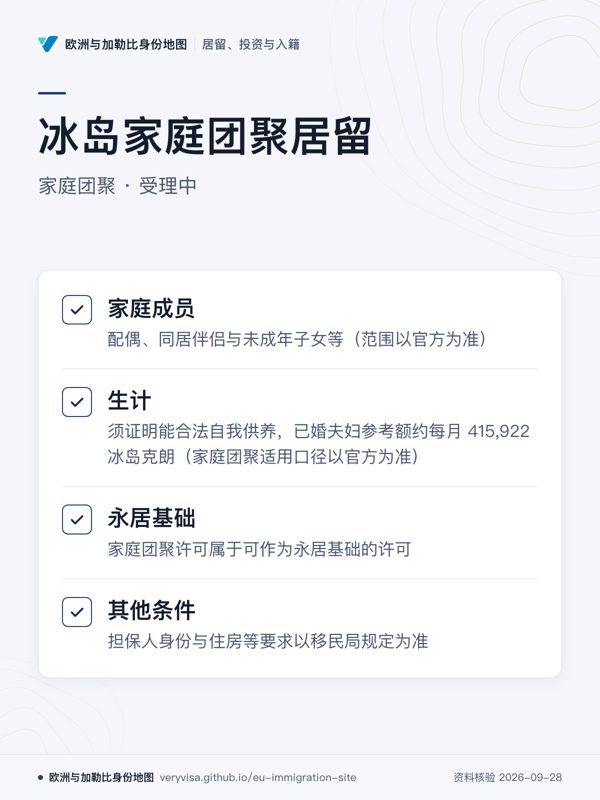 欧洲与加勒比身份地图 | 居留、投资与入籍
冰岛家庭团聚居留
家庭团聚 · 受理中
家庭成员
配偶、同居伴侣与未成年子女等（范围以官方为准）
生计
须证明能合法自我供养，已婚夫妇参考额约每月 415,922
冰岛克朗（家庭团聚适用口径以官方为准）
永居基础
家庭团聚许可属于可作为永居基础的许可
其他条件
担保人身份与住房等要求以移民局规定为准
欧洲与加勒比身份地图 veryvisa.github.io/eu-immigration-site 资料核验 2026-09-28